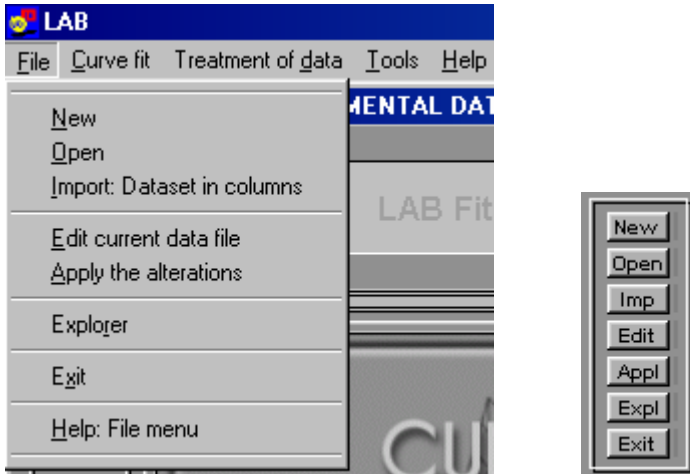 LAB
File Curve fit Treatment of data Tools Help
MENTAL DAT
New
Open
Import: Dataset in columns
LAB Fit
Edit current data file
Apply the alterations
Explorer
Exit
Help: File menu
CU
New
Open
Imp
Edit
Appl
Expl
Exit